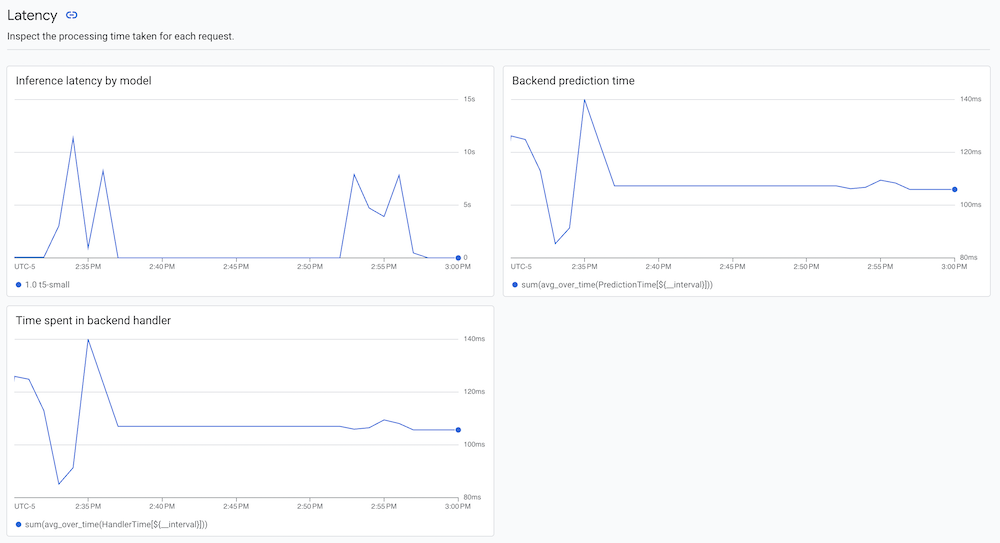 Latency
Inspect the processing time taken for each request.
Inference latency by model
15s
10s
5s
0
UTC-5 2:35 PM 2:40 PM 2:45 PM 2:50 PM 2:55 PM 3:00 PM
1.0 t5-small
Backend prediction time
140ms
120ms
100ms
80ms
UTC-5 2:35 PM 2:40 PM 2:45 PM 2:50 PM 2:55 PM 3:00 PM
sum(avg_over_time(PredictionTime[${__interval}]))
Time spent in backend handler
140ms
120ms
100ms
80ms
UTC-5 2:35 PM 2:40 PM 2:45 PM 2:50 PM 2:55 PM 3:00 PM
sum(avg_over_time(HandlerTime[${__interval}]))